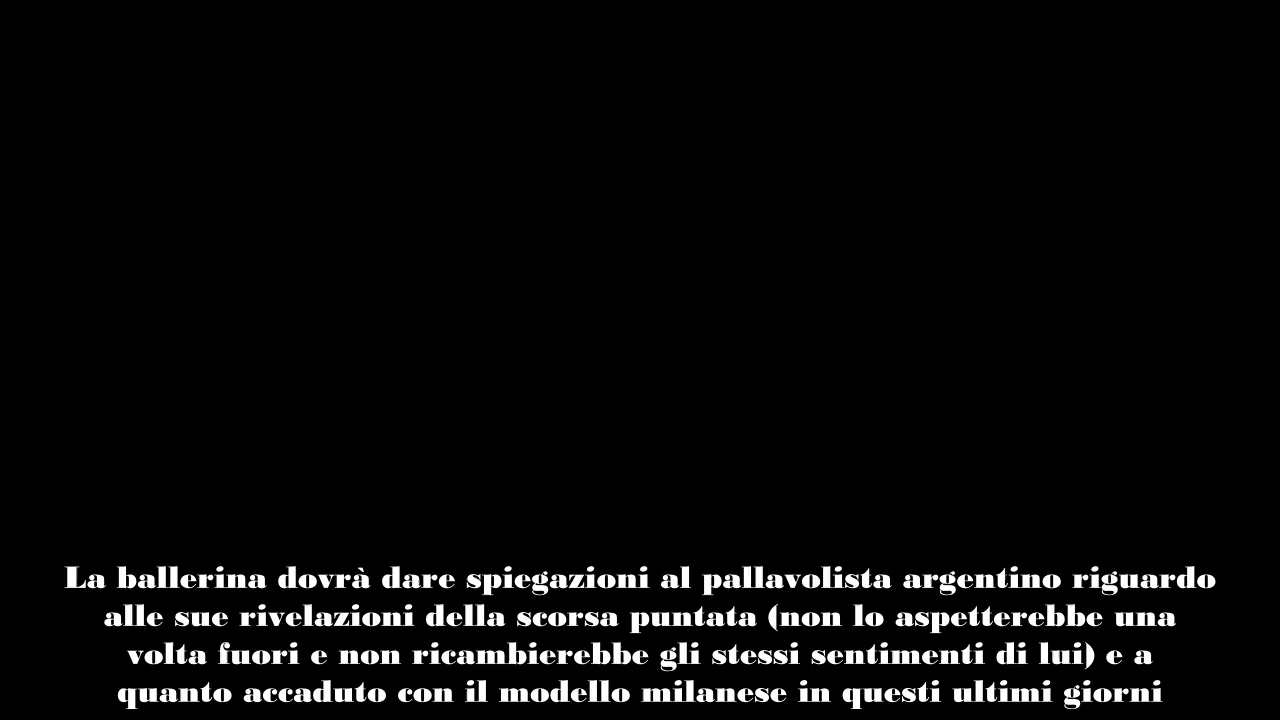 La ballerina dovrà dare spiegazioni al pallavolista argentino riguardo
alle sue rivelazioni della scorsa puntata (non lo aspetterebbe una
volta fuori e non ricambierebbe gli stessi sentimenti di lui) e a
quanto accaduto con il modello milanese in questi ultimi giorni